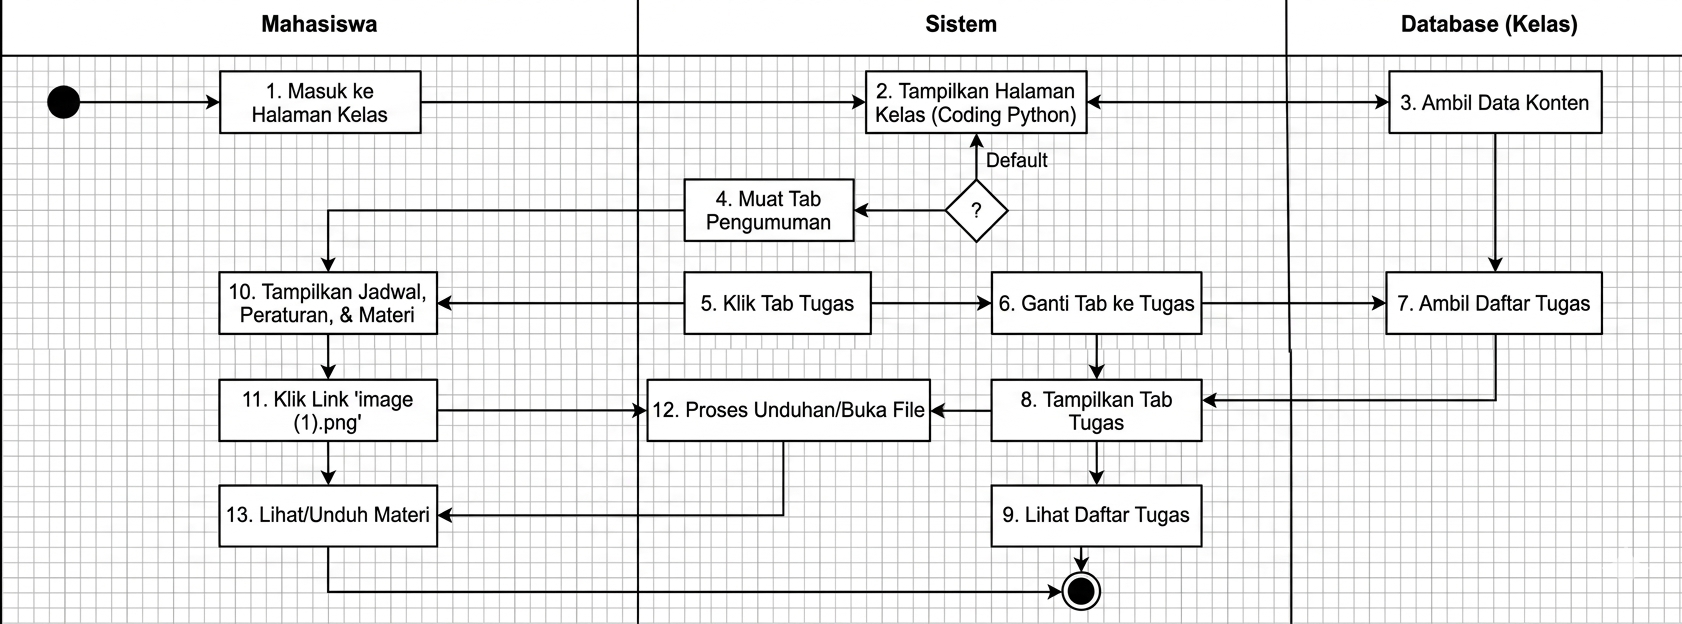 Mahasiswa
Sistem
Database (Kelas)
1. Masuk ke
Halaman Kelas
2. Tampilkan Halaman
Kelas (Coding Python)
3. Ambil Data Konten
Default
4. Muat Tab
Pengumuman
?
10. Tampilkan Jadwal,
Peraturan, & Materi
5. Klik Tab Tugas
6. Ganti Tab ke Tugas
7. Ambil Daftar Tugas
11. Klik Link 'image
(1).png'
12. Proses Unduhan/Buka File
8. Tampilkan Tab
Tugas
13. Lihat/Unduh Materi
9. Lihat Daftar Tugas